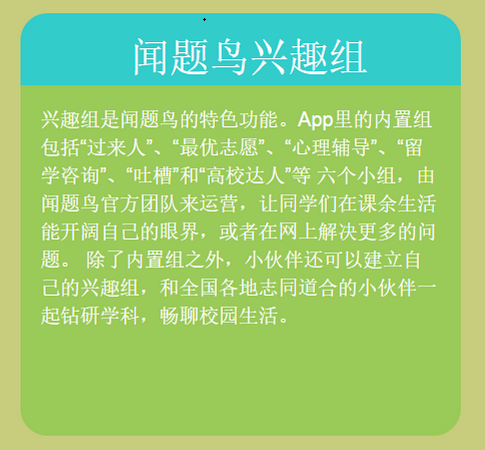 闻题鸟兴趣组
兴趣组是闻题鸟的特色功能。App里的内置组
包括“过来人”、“最优志愿”、“心理辅导”、“留
学咨询”、“吐槽”和“高校达人”等 六个小组，由
闻题鸟官方团队来运营，让同学们在课余生活
能开阔自己的眼界，或者在网上解决更多的问
题。 除了内置组之外，小伙伴还可以建立自
己的兴趣组，和全国各地志同道合的小伙伴一
起钻研学科，畅聊校园生活。